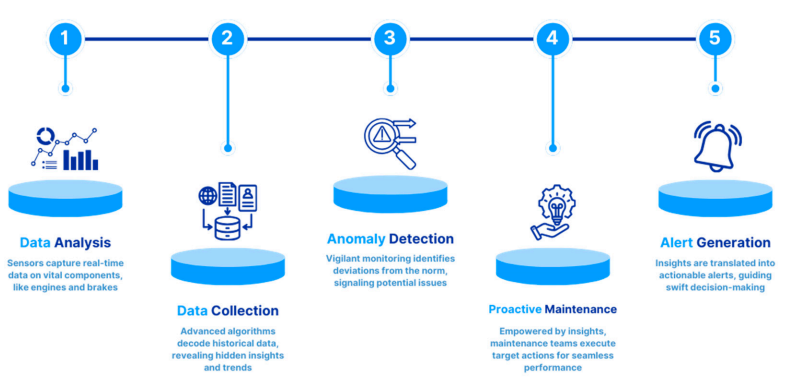 1
2
3
4
5
Data Analysis
Sensors capture real-time
data on vital components,
like engines and brakes
Data Collection
Advanced algorithms
decode historical data,
revealing hidden insights
and trends
Anomaly Detection
Vigilant monitoring identifies
deviations from the norm,
signaling potential issues
Proactive Maintenance
Empowered by insights,
maintenance teams execute
target actions for seamless
performance
Alert Generation
Insights are translated into
actionable alerts, guiding
swift decision-making